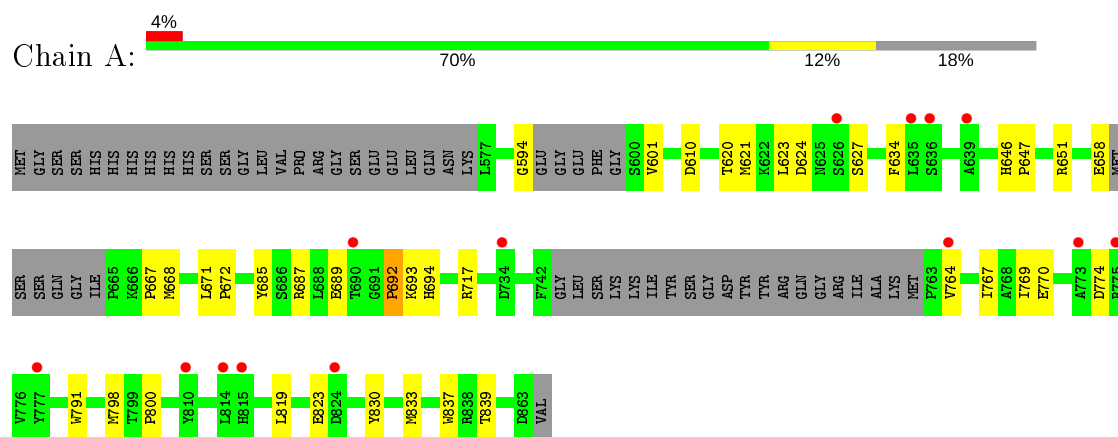 4%
Chain A:
70% 12% 18%
MET GLY SER SER HIS HIS HIS HIS HIS HIS SER SER GLY LEU VAL PRO ARG GLY SER GLU GLU LEU GLN ASN LYS L577 G594 GLU GLY GLU PHE GLY S600 V601 D610 T620 M621 K622 L623 D624 N625 S626 S627 F634 L635 S636 A639 H646 P647 R651 E658 MET
SER SER GLN GLY ILE P665 K666 P667 M668 L671 P672 Y685 S686 R687 L688 E689 T690 G691 P692 K693 H694 R717 D734 F742 GLY LEU SER LYS LYS ILE TYR SER GLY ASP TYR TYR ARG GLN GLY ARG ILE ALA LYS MET P763 V764 I767 A768 I769 E770 A773 D774 R775
V776 Y777 W791 M798 T799 P800 Y810 L814 H815 L819 E823 D824 Y830 M833 W837 R838 T839 D863 VAL